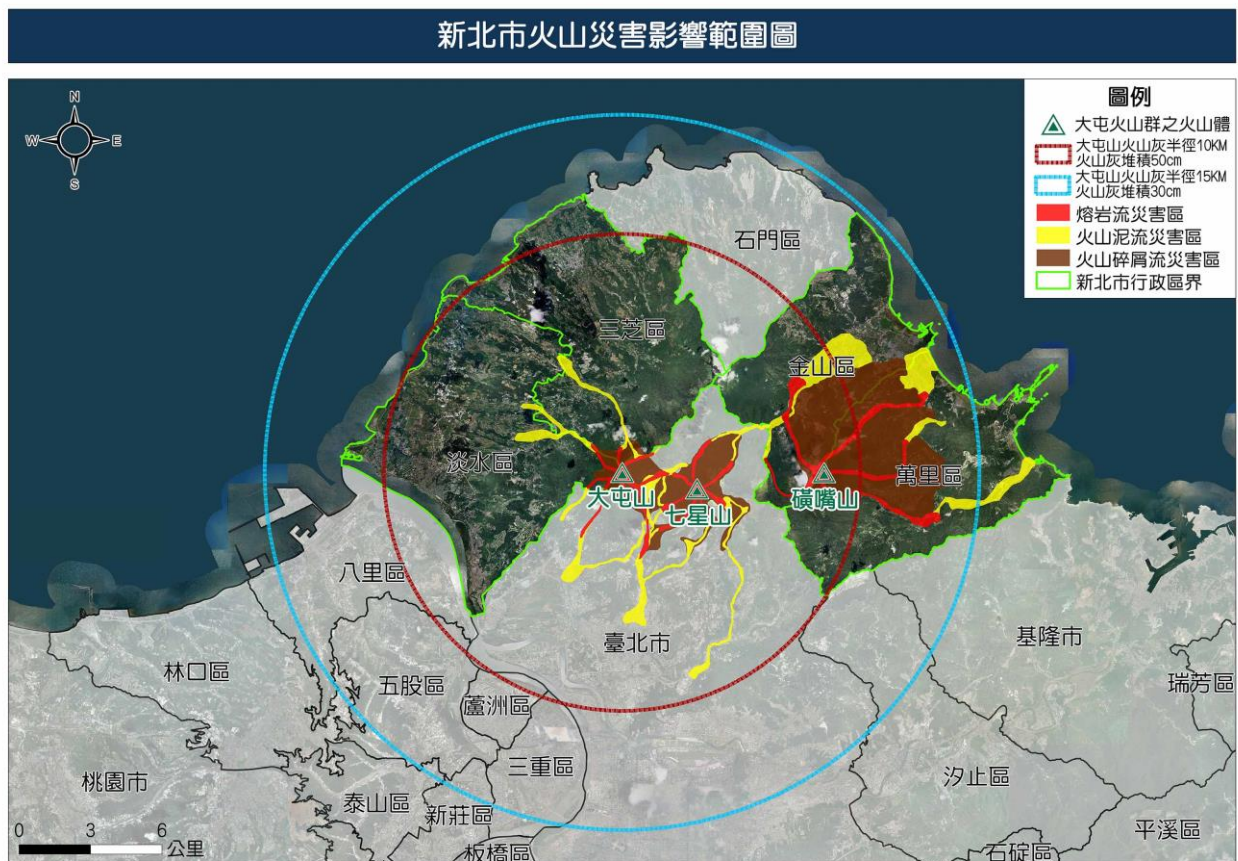 新北市火山災害影響範圍圖
N
W
E
S
圖例
大屯火山群之火山體
大屯山火山灰半徑10KM
火山灰堆積50cm
大屯山火山灰半徑15KM
火山灰堆積30cm
熔岩流災害區
火山泥流災害區
火山碎屑流災害區
新北市行政區界
石門區
三芝區
金山區
淡水區
萬里區
大屯山
七星山
磺嘴山
八里區
臺北市
基隆市
林口區
五股區
蘆洲區
瑞芳區
三重區
桃園市
泰山區
新莊區
汐止區
平溪區
板橋區
石碇區
0 3 6
公里